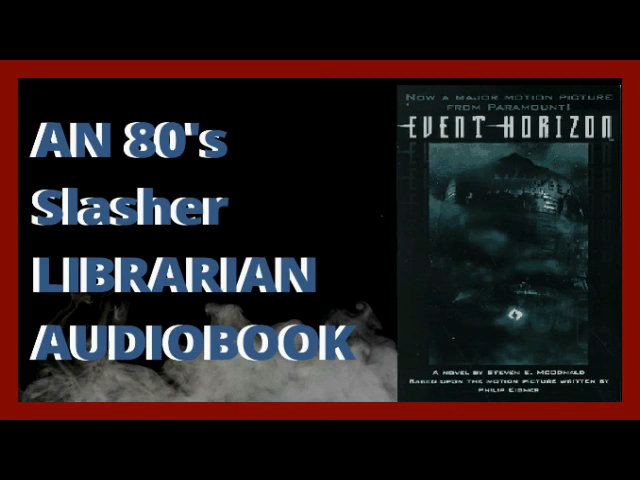 AN 80's
Slasher
LIBRARIAN
AUDIOBOOK
NOW A MAJOR MOTION PICTURE
FROM PARAMOUNT!
EVENT HORIZON
A NOVEL BY STEVEN E. MCDONALD
BASED UPON THE MOTION PICTURE WRITTEN BY
PHILIP EISNER